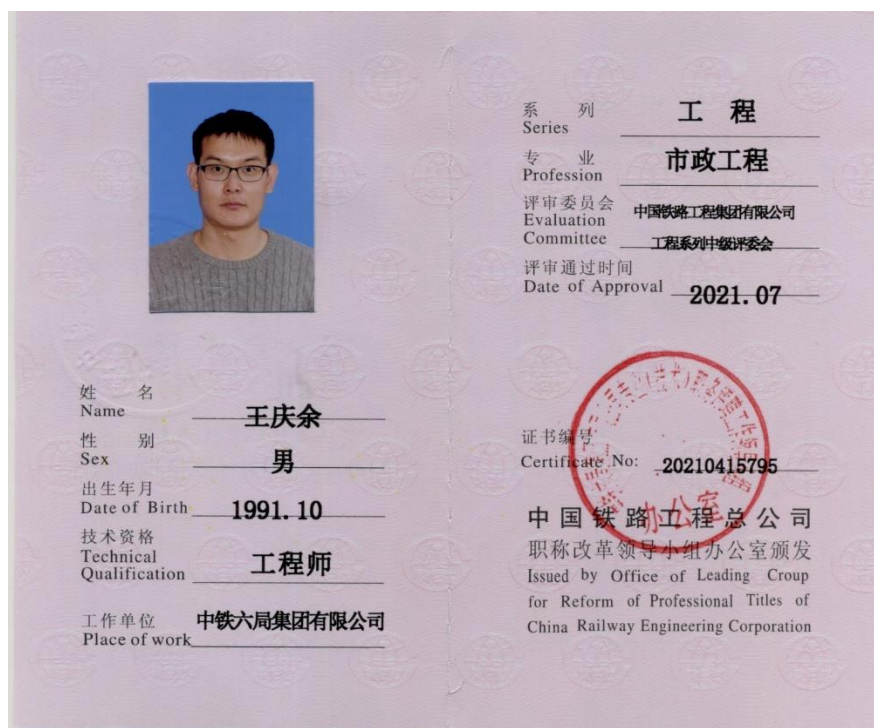 姓 名
Name 王庆余
性 别
Sex 男
出生年月
Date of Birth 1991.10
技术资格
Technical
Qualification 工程师
工作单位
Place of work 中铁六局集团有限公司
系 列
Series 工 程
专 业
Profession 市政工程
评审委员会
Evaluation
Committee
中国铁路工程集团有限公司
工程系列中级评委会
评审通过时间
Date of Approval 2021.07
证书编号
Certificate No: 20210415795
办公室
中国铁路工程总公司
职称改革领导小组办公室颁发
Issued by Office of Leading Croup
for Reform of Professional Titles of
China Railway Engineering Corporation